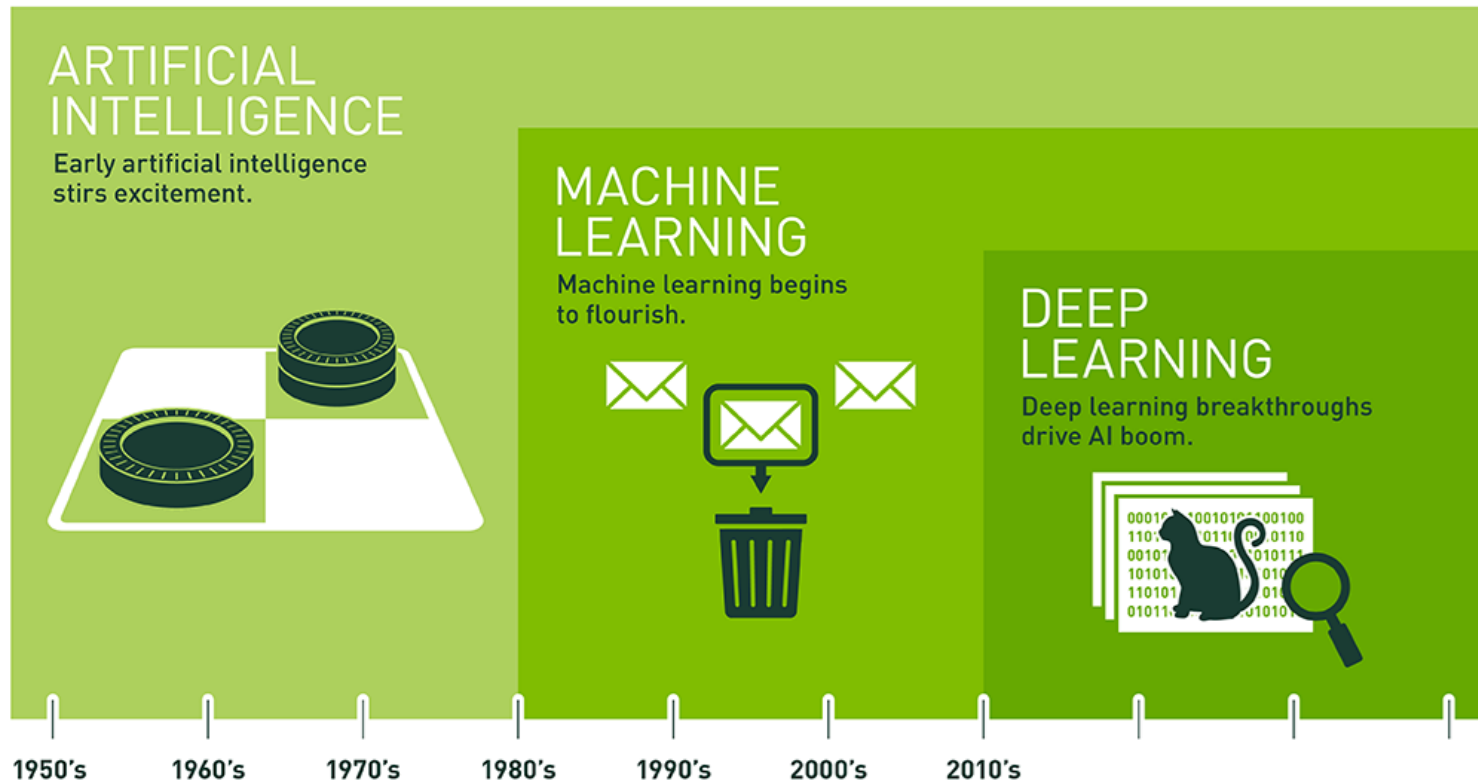 ARTIFICIAL
INTELLIGENCE
Early artificial intelligence
stirs excitement.
MACHINE
LEARNING
Machine learning begins
to flourish.
DEEP
LEARNING
Deep learning breakthroughs
drive AI boom.
1950's
1960's
1970's
1980's
1990's
2000's
2010's